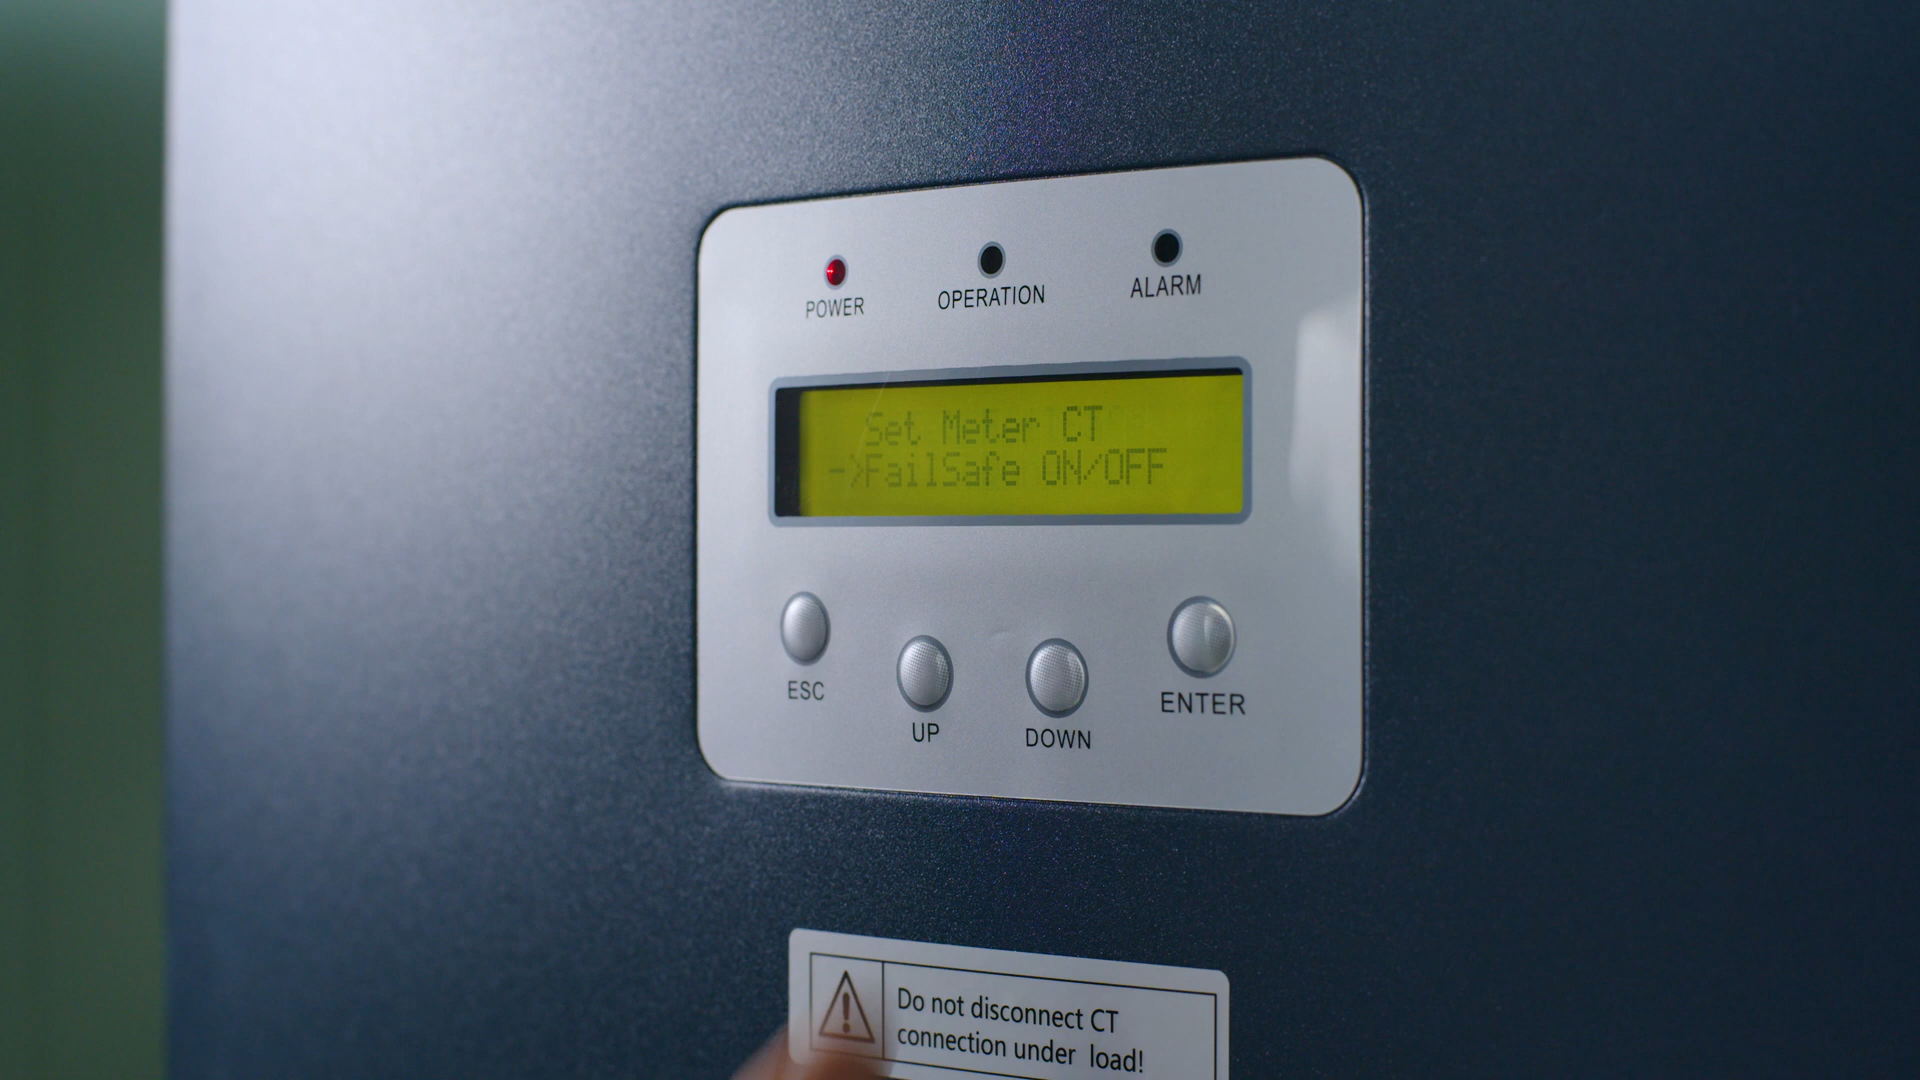 POWER
OPERATION
ALARM
Set Meter CT
->FailSafe ON/OFF
ESC
UP
DOWN
ENTER
Do not disconnect CT
connection under load!